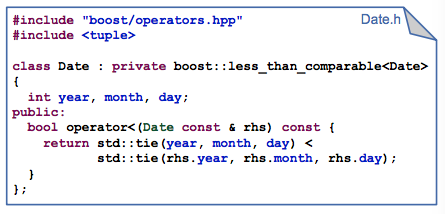 Date.h
#include "boost/operators.hpp"
#include <tuple>

class Date : private boost::less_than_comparable<Date>
{
  int year, month, day;
public:
  bool operator<(Date const & rhs) const {
    return std::tie(year, month, day) <
           std::tie(rhs.year, rhs.month, rhs.day);
  }
};